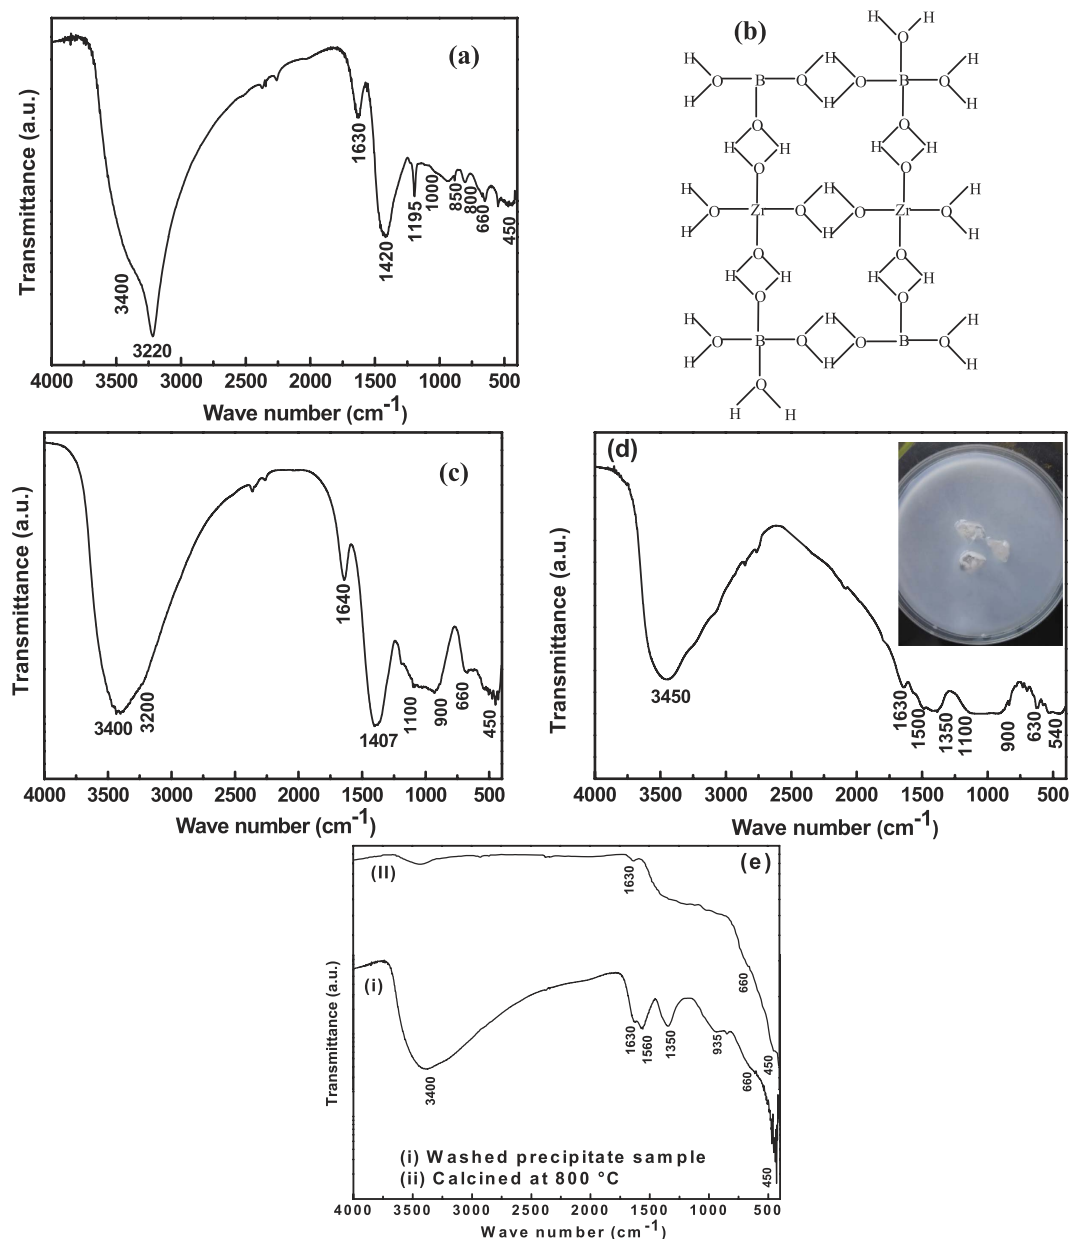 (a)
Transmittance (a.u.)
3400
3220
1630
1420
1195
1000
850
800
660
450
4000 3500 3000 2500 2000 1500 1000 500
Wave number (cm-1)
(b)
H H
O
H H H H
O B O O B O
H H H H
O O
H H H H
O O
H H H H
O Zr O O Zr O
H H H H
O O
H H H H
O O
H H H H
O B O O B O
H H H H
O
H H
(c)
Transmittance (a.u.)
3400
3200
1640
1407
1100
900
660
450
4000 3500 3000 2500 2000 1500 1000 500
Wave number (cm-1)
(d)
Transmittance (a.u.)
3450
1630
1500
1350
1100
900
630
540
4000 3500 3000 2500 2000 1500 1000 500
Wave number (cm-1)
(e)
Transmittance (a.u.)
(II)
1630
660
450
(i)
3400
1630
1560
1350
935
660
450
(i) Washed precipitate sample
(ii) Calcined at 800 °C
4000 3500 3000 2500 2000 1500 1000 500
Wave number (cm-1)